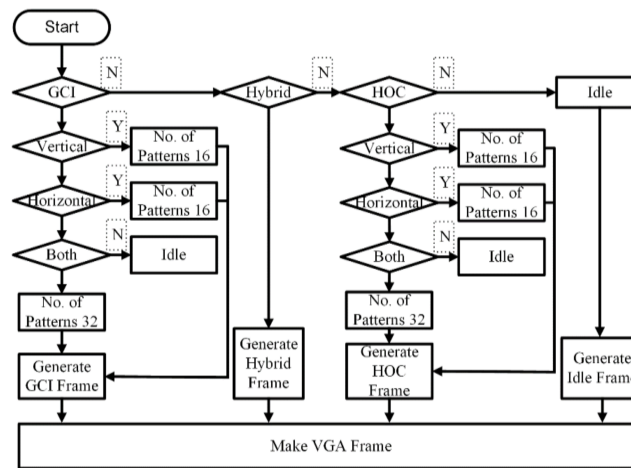 Start
N
N
N
GCI
Hybrid
HOC
Idle
Y
Vertical
No. of
Patterns 16
Y
Horizontal
No. of
Patterns 16
N
Both
Idle
No. of
Patterns 32
Generate
GCI Frame
Generate
Hybrid
Frame
Y
Vertical
No. of
Patterns 16
Y
Horizontal
No. of
Patterns 16
N
Both
Idle
No. of
Patterns 32
Generate
HOC
Frame
Generate
Idle Frame
Make VGA Frame